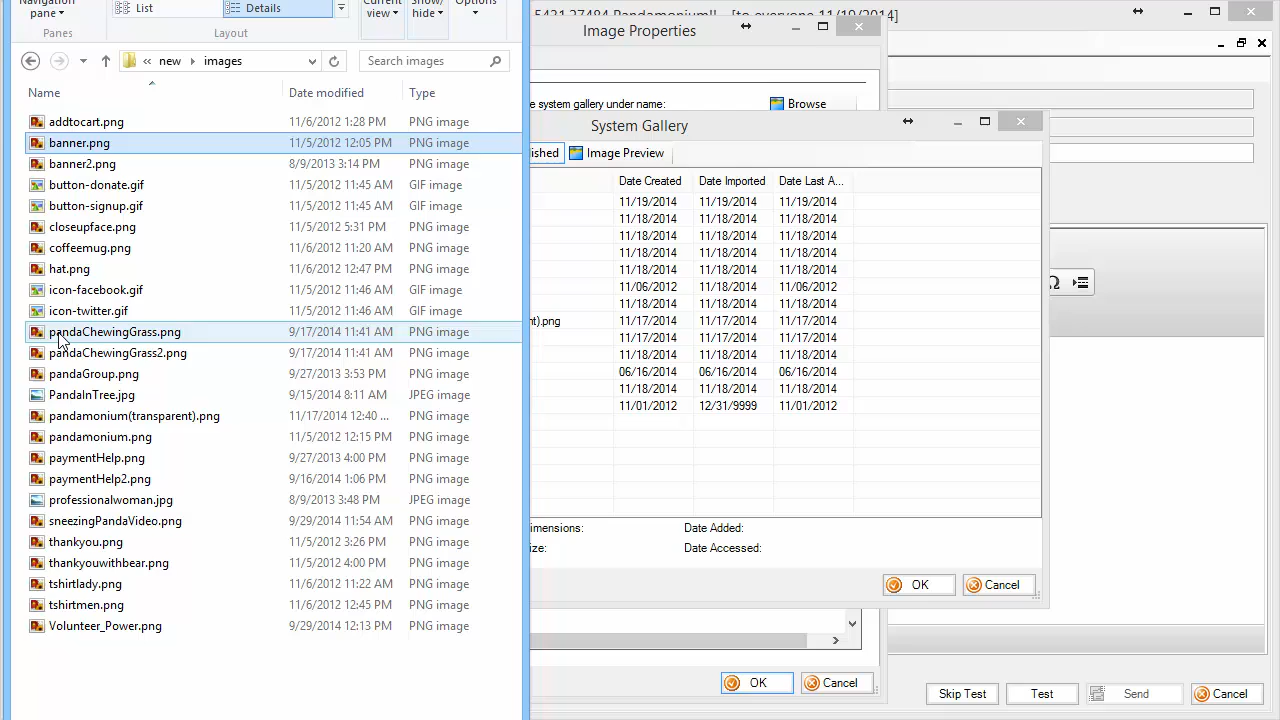 Navigation
pane
Panes
List
Details
Layout
Current
view
Show/
hide
Options
5421.27484 Pandamonium!! [to everyone 11/19/2014]
Image Properties
« new › images
Search images
e system gallery under name:
Browse
Name
Date modified
Type
System Gallery
ished
Image Preview
Date Created
Date Imported
Date Last A...
addtocart.png 11/6/2012 1:28 PM PNG image
banner.png 11/5/2012 12:05 PM PNG image
banner2.png 8/9/2013 3:14 PM PNG image
button-donate.gif 11/5/2012 11:45 AM GIF image
button-signup.gif 11/5/2012 11:45 AM GIF image
closeupface.png 11/5/2012 5:31 PM PNG image
coffeemug.png 11/6/2012 11:20 AM PNG image
hat.png 11/6/2012 12:47 PM PNG image
icon-facebook.gif 11/5/2012 11:46 AM GIF image
icon-twitter.gif 11/5/2012 11:46 AM GIF image
pandaChewingGrass.png 9/17/2014 11:41 AM PNG image
pandaChewingGrass2.png 9/17/2014 11:41 AM PNG image
pandaGroup.png 9/27/2013 3:53 PM PNG image
PandaInTree.jpg 9/15/2014 8:11 AM JPEG image
pandamonium(transparent).png 11/17/2014 12:40 ... PNG image
pandamonium.png 11/5/2012 12:15 PM PNG image
paymentHelp.png 9/27/2013 4:00 PM PNG image
paymentHelp2.png 9/16/2014 1:06 PM PNG image
professionalwoman.jpg 8/9/2013 3:48 PM JPEG image
sneezingPandaVideo.png 9/29/2014 11:54 AM PNG image
thankyou.png 11/5/2012 3:26 PM PNG image
thankyouwithbear.png 11/5/2012 4:00 PM PNG image
tshirtlady.png 11/6/2012 11:22 AM PNG image
tshirtmen.png 11/6/2012 12:45 PM PNG image
Volunteer_Power.png 9/29/2014 12:13 PM PNG image
11/19/2014 11/19/2014 11/19/2014
11/18/2014 11/18/2014 11/18/2014
11/18/2014 11/18/2014 11/18/2014
11/18/2014 11/18/2014 11/18/2014
11/18/2014 11/18/2014 11/18/2014
11/06/2012 11/18/2014 11/06/2012
11/18/2014 11/18/2014 11/18/2014
nt).png 11/17/2014 11/17/2014 11/17/2014
11/17/2014 11/17/2014 11/17/2014
11/18/2014 11/18/2014 11/18/2014
06/16/2014 06/16/2014 06/16/2014
11/18/2014 11/18/2014 11/18/2014
11/01/2012 12/31/9999 11/01/2012
imensions:
Date Added:
ize:
Date Accessed:
OK
Cancel
OK
Cancel
Skip Test
Test
Send
Cancel